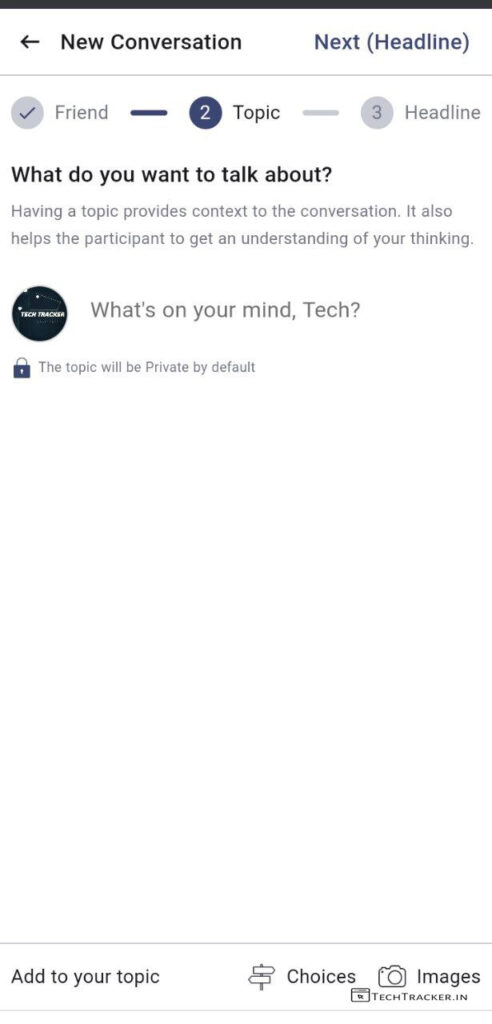 New Conversation Next (Headline)
Friend 2 Topic 3 Headline
What do you want to talk about?
Having a topic provides context to the conversation. It also
helps the participant to get an understanding of your thinking.
TECH TRACKER
What's on your mind, Tech?
The topic will be Private by default
Add to your topic Choices Images
TECHTRACKER.IN